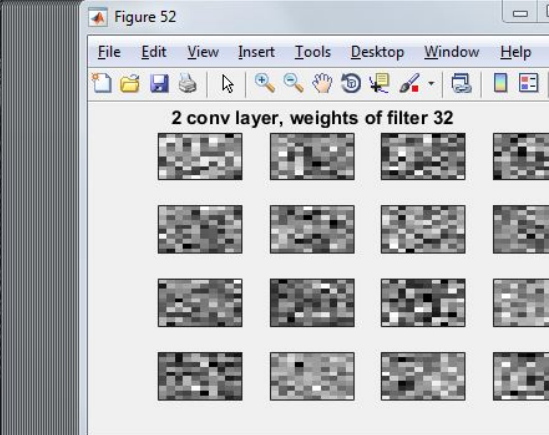 Figure 52
File Edit View Insert Tools Desktop Window Help
2 conv layer, weights of filter 32